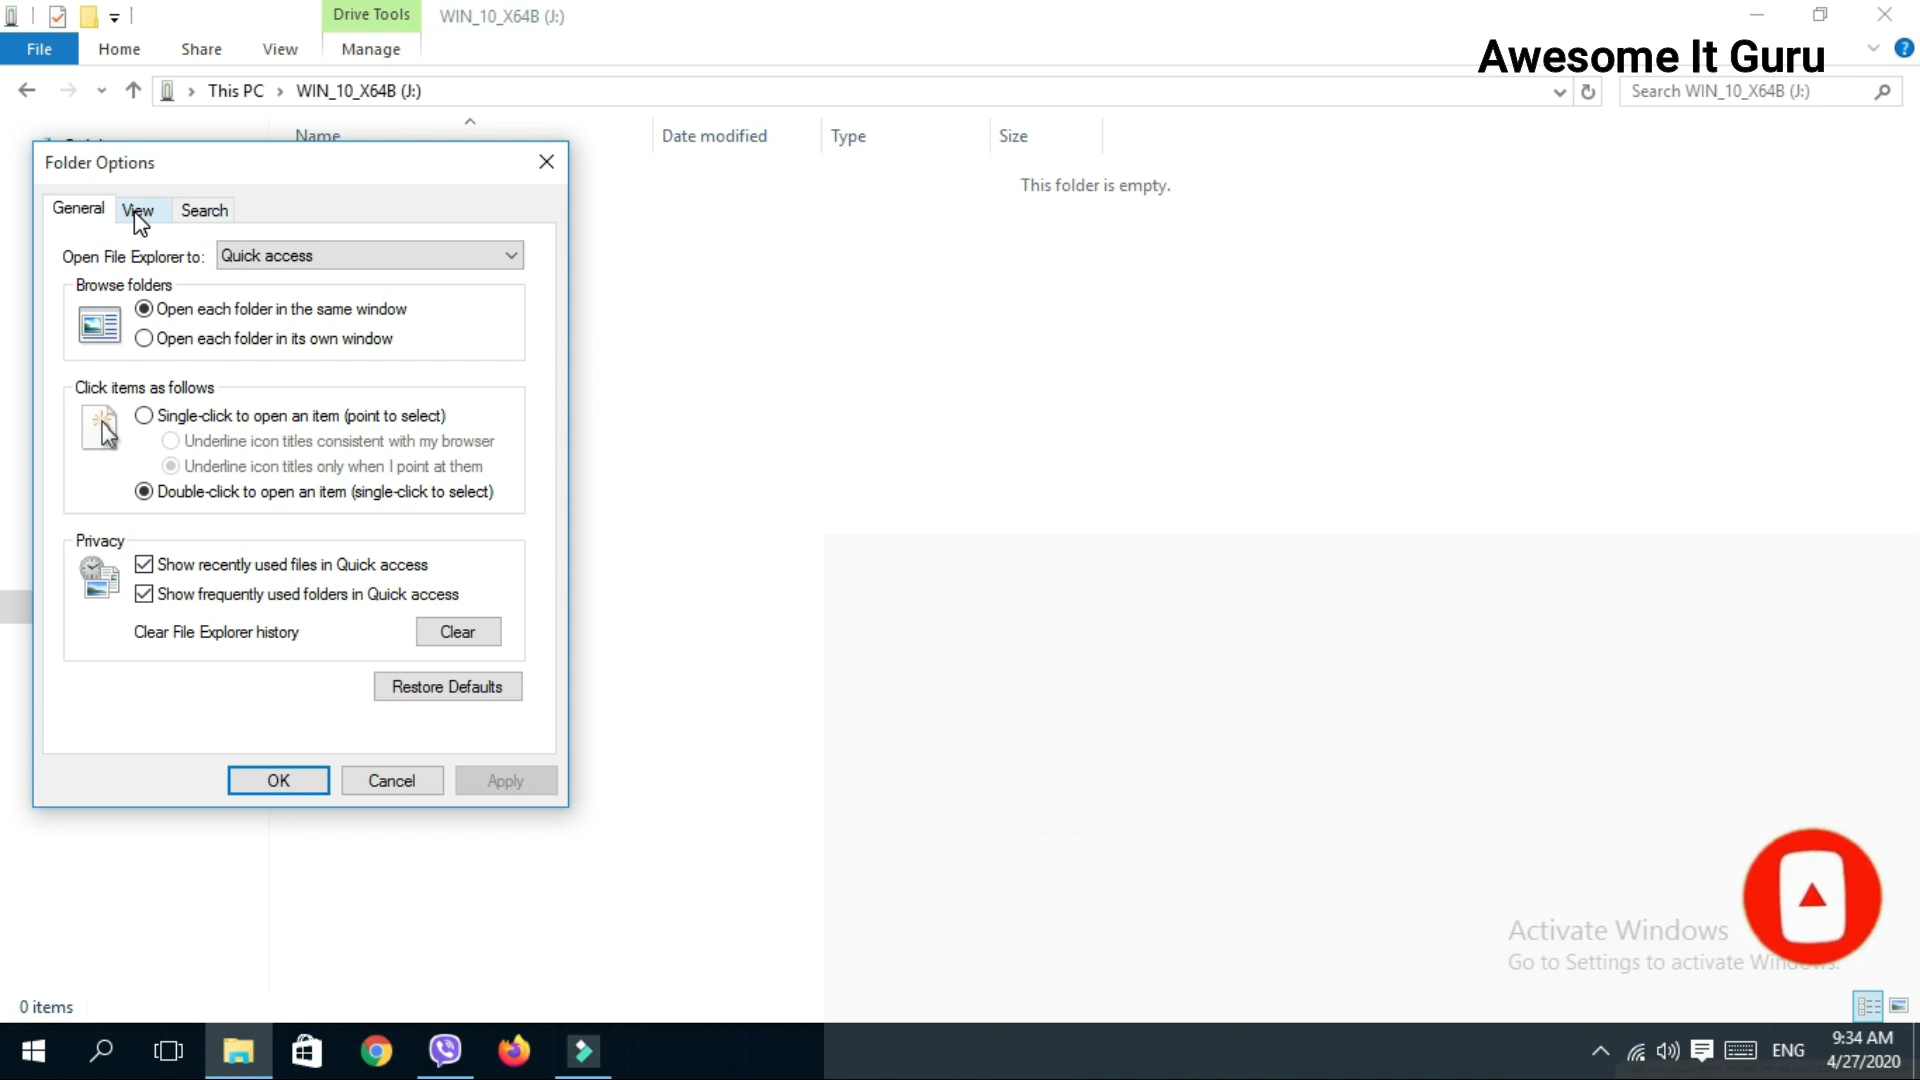 Drive Tools
WIN_10_X64B (J:)
File
Home
Share
View
Manage
Awesome It Guru
This PC
WIN_10_X64B (J:)
Search WIN_10_X64B (J:)
Name
Date modified
Type
Size
This folder is empty.
Folder Options
General
View
Search
Open File Explorer to:
Quick access
Browse folders
Open each folder in the same window
Open each folder in its own window
Click items as follows
Single-click to open an item (point to select)
Underline icon titles consistent with my browser
Underline icon titles only when I point at them
Double-click to open an item (single-click to select)
Privacy
Show recently used files in Quick access
Show frequently used folders in Quick access
Clear File Explorer history
Clear
Restore Defaults
OK
Cancel
Apply
Activate Windows
Go to Settings to activate Windows.
0 items
ENG
9:34 AM
4/27/2020